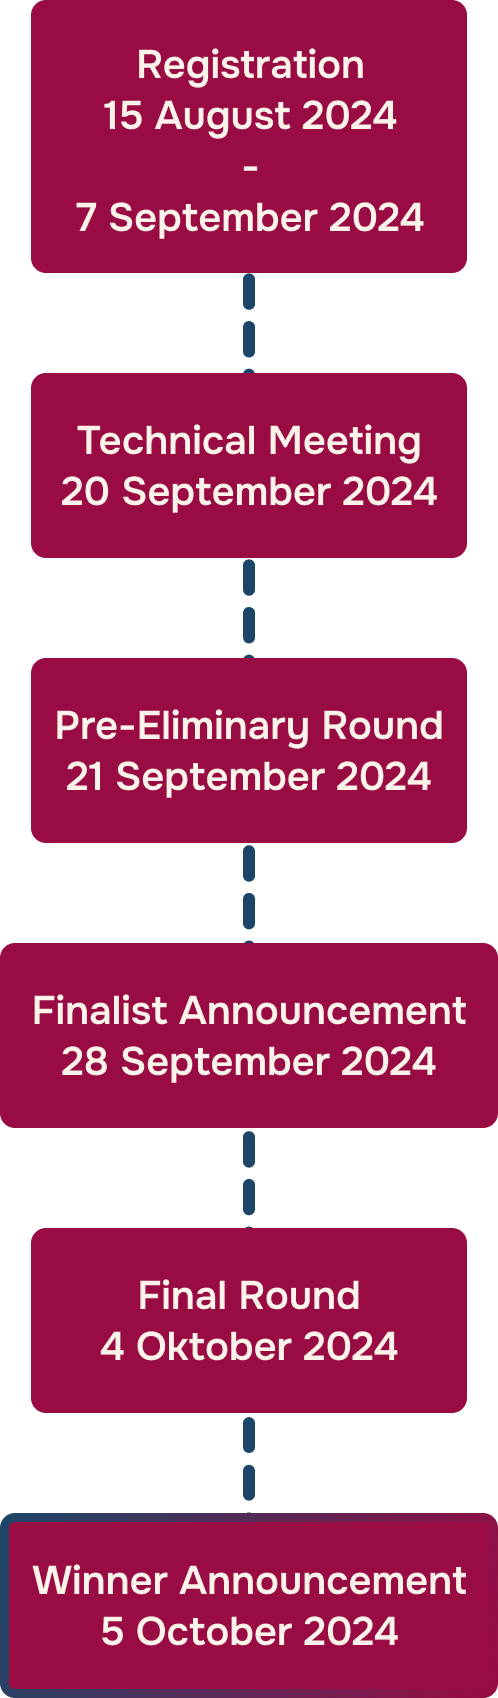 Registration
15 August 2024
-
7 September 2024
Technical Meeting
20 September 2024
Pre-Eliminary Round
21 September 2024
Finalist Announcement
28 September 2024
Final Round
4 Oktober 2024
Winner Announcement
5 October 2024